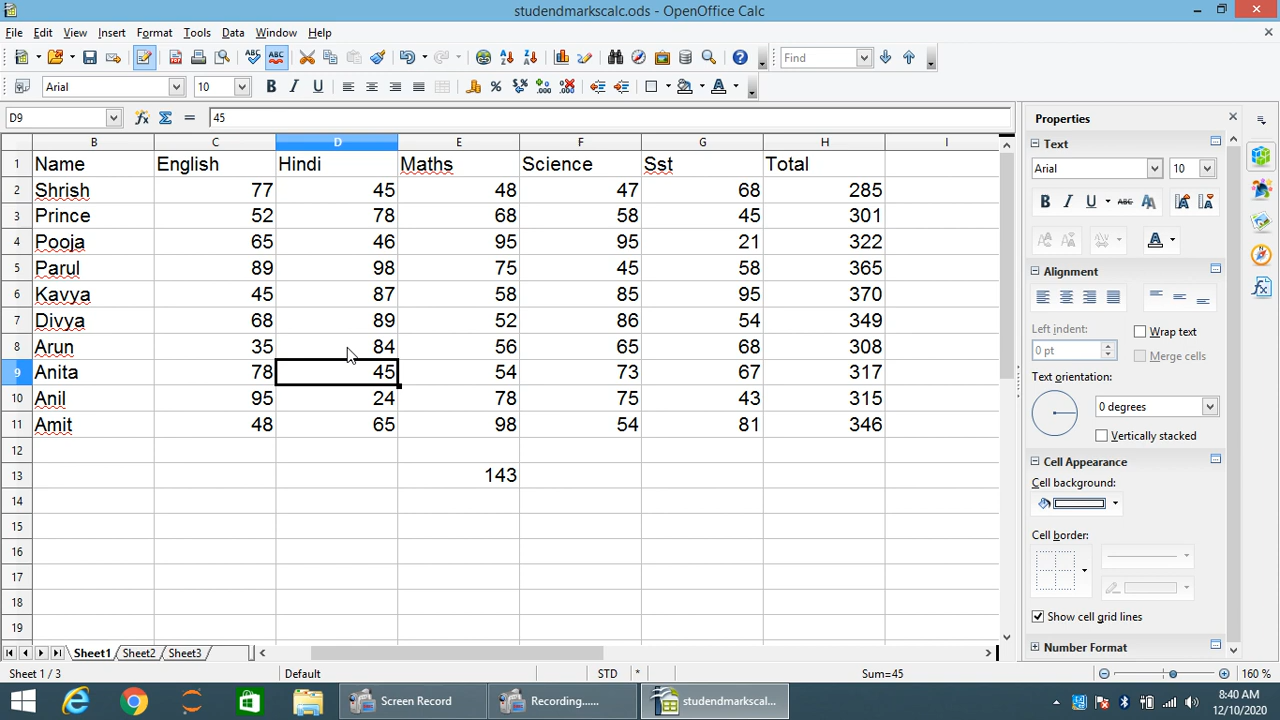 studendmarkscalc.ods - OpenOffice Calc
File Edit View Insert Format Tools Data Window Help
Find
Arial 10
D9 45
B C D E F G H I
1 Name English Hindi Maths Science Sst Total
2 Shrish 77 45 48 47 68 285
3 Prince 52 78 68 58 45 301
4 Pooja 65 46 95 95 21 322
5 Parul 89 98 75 45 58 365
6 Kavya 45 87 58 85 95 370
7 Divya 68 89 52 86 54 349
8 Arun 35 84 56 65 68 308
9 Anita 78 45 54 73 67 317
10 Anil 95 24 78 75 43 315
11 Amit 48 65 98 54 81 346
12
13 143
14
15
16
17
18
19
Properties
Text
Arial 10
Alignment
Left indent: Wrap text
0 pt Merge cells
Text orientation:
0 degrees
Vertically stacked
Cell Appearance
Cell background:
Cell border:
Show cell grid lines
Number Format
Sheet1 Sheet2 Sheet3
Sheet 1 / 3 Default STD * Sum=45 160 %
Screen Record Recording...... studendmarkscalc....
8:40 AM
12/10/2020